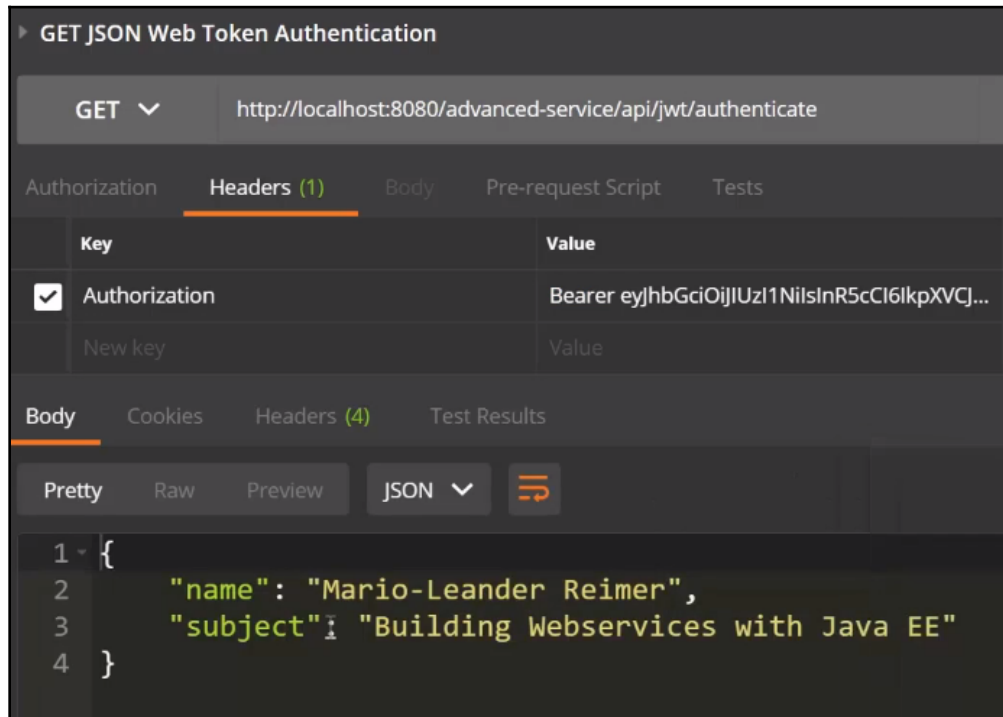 GET JSON Web Token Authentication
GET http://localhost:8080/advanced-service/api/jwt/authenticate
Authorization Headers (1) Body Pre-request Script Tests
Key Value
Authorization Bearer eyJhbGciOiJIUzI1NiIsInR5cCI6IkpXVCJ...
New key Value
Body Cookies Headers (4) Test Results
Pretty Raw Preview JSON
1 {
2 "name": "Mario-Leander Reimer",
3 "subject": "Building Webservices with Java EE"
4 }